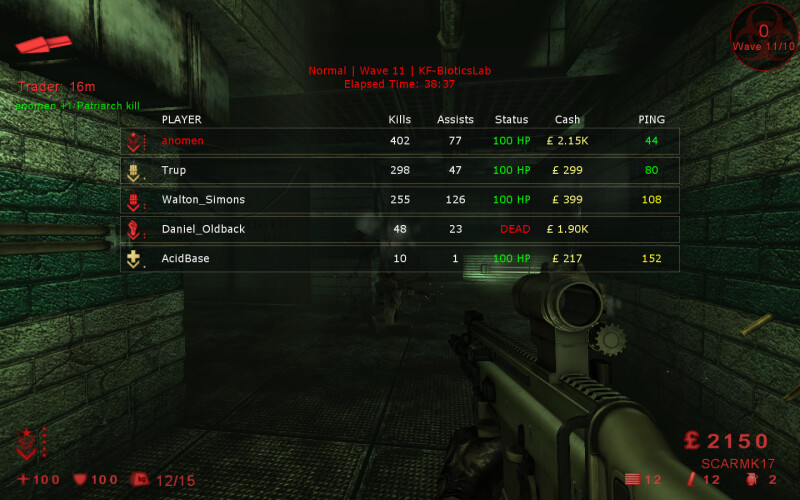 0
Wave 11/10
Normal | Wave 11 | KF-BioticsLab
Elapsed Time: 38:37
Trader: 16m
anomen +1 Patriarch kill
PLAYER Kills Assists Status Cash PING
anomen 402 77 100 HP £ 2.15K 44
Trup 298 47 100 HP £ 299 80
Walton_Simons 255 126 100 HP £ 399 108
Daniel_Oldback 48 23 DEAD £ 1.90K
AcidBase 10 1 100 HP £ 217 152
£ 2150
SCARMK17
100 100 12/15 12 12 2